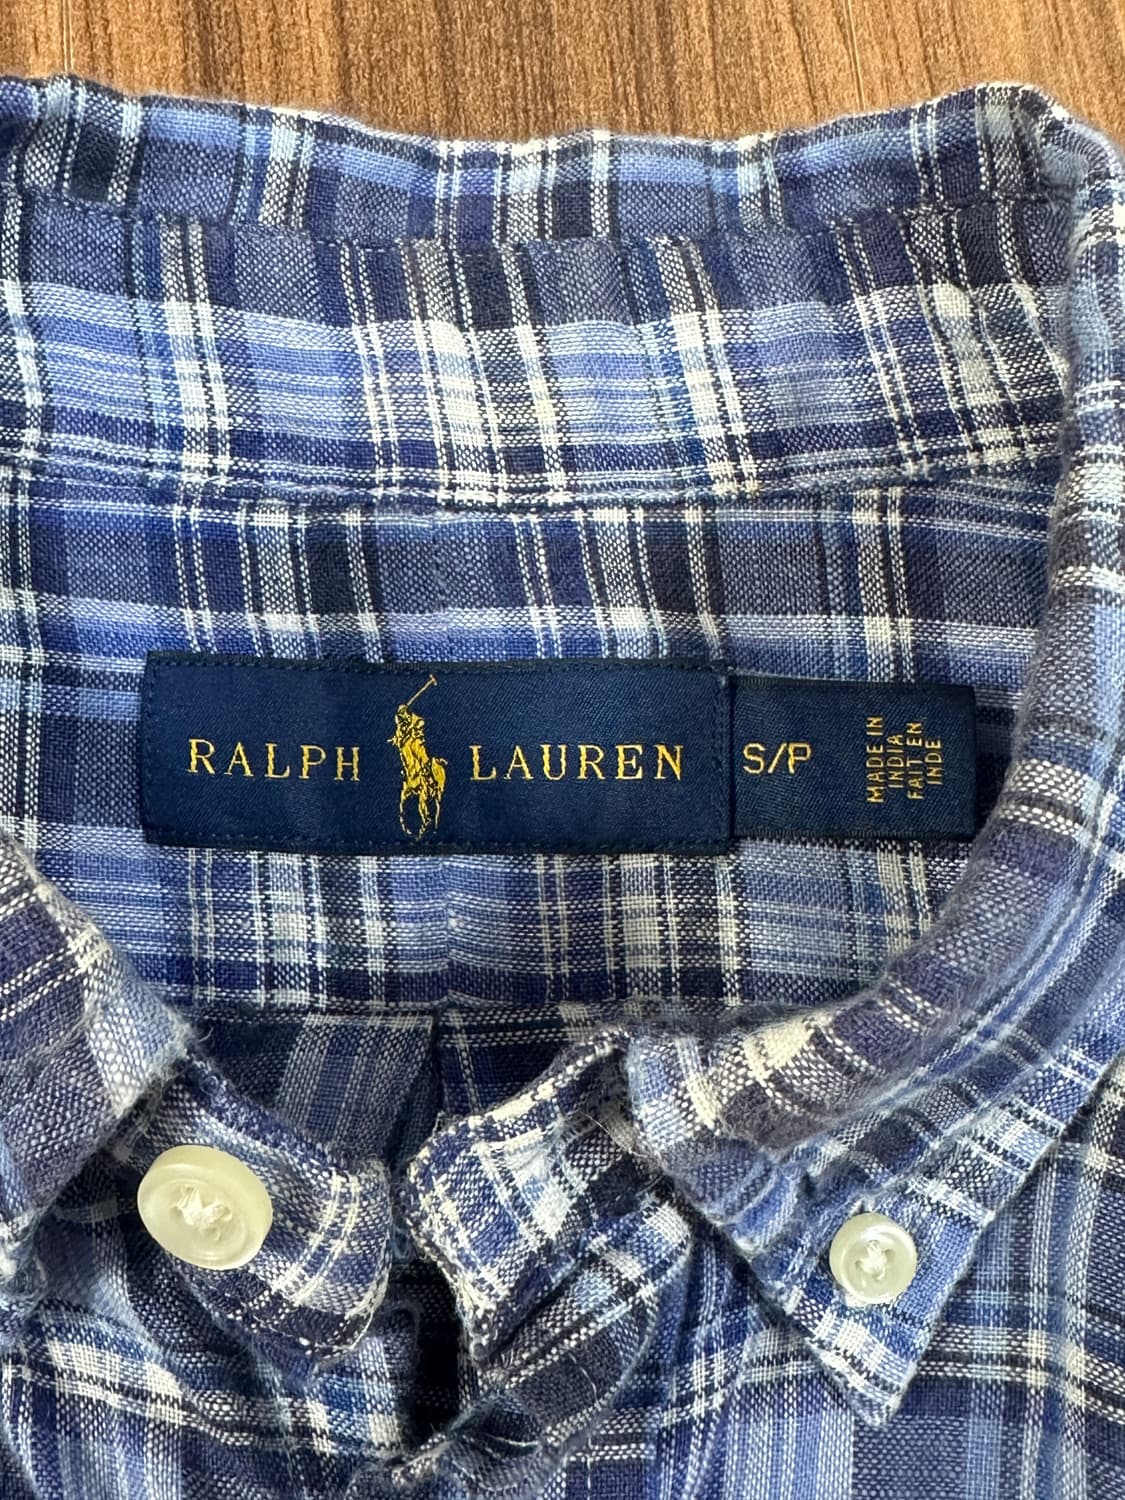 RALPH LAUREN
S/P
MADE IN
INDIA
FAIT EN
INDE